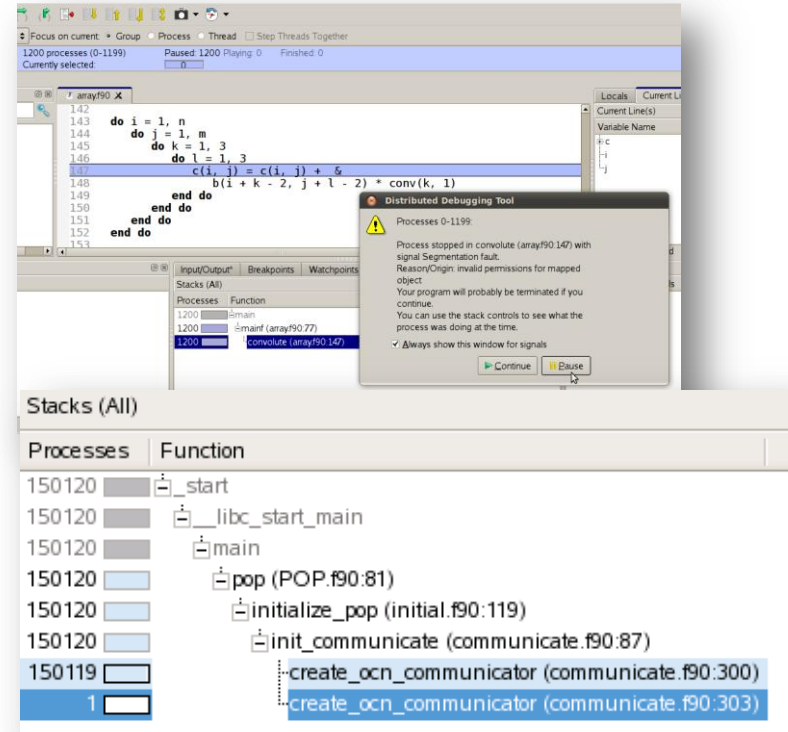 Focus on current: Group Process Thread Step Threads Together
1200 processes (0-1199) Paused: 1200 Playing: 0 Finished: 0
Currently selected: 0
array.f90 X
Locals Current Li
142
143 do i = 1, n
144 do j = 1, m
145 do k = 1, 3
146 do l = 1, 3
147 c(i, j) = c(i, j) + &
148 b(i + k - 2, j + l - 2) * conv(k, 1)
149 end do
150 end do
151 end do
152 end do
153
Current Line(s)
Variable Name
c
i
j
Distributed Debugging Tool
Processes 0-1199:
Process stopped in convolute (array.f90:147) with
signal Segmentation fault.
Reason/Origin: invalid permissions for mapped
object
Your program will probably be terminated if you
continue.
You can use the stack controls to see what the
process was doing at the time.
Always show this window for signals
Continue Pause
Input/Output* Breakpoints Watchpoints
Stacks (All)
Processes Function
1200 main
1200 mainf (array.f90:77)
1200 convolute (array.f90:147)
Stacks (All)
Processes Function
150120 _start
150120 __libc_start_main
150120 main
150120 pop (POP.f90:81)
150120 initialize_pop (initial.f90:119)
150120 init_communicate (communicate.f90:87)
150119 create_ocn_communicator (communicate.f90:300)
1 create_ocn_communicator (communicate.f90:303)